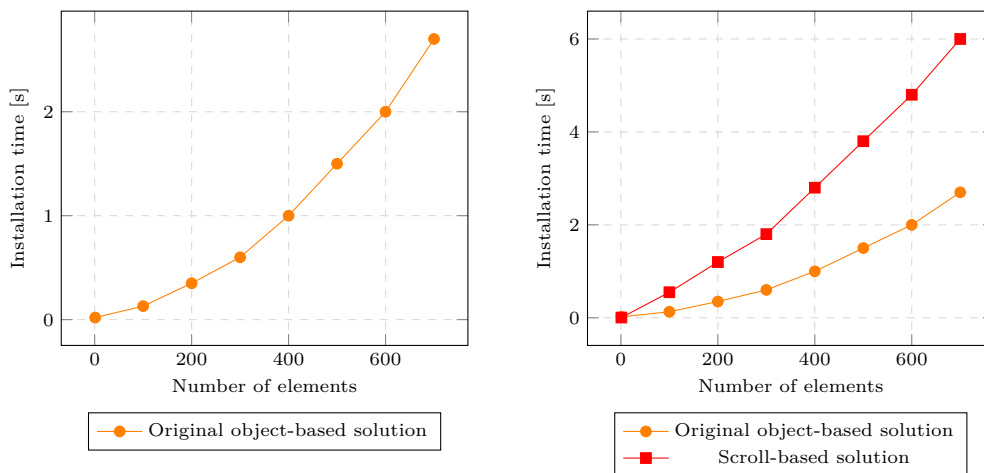 2
1
0
Installation time [s]
0
200
400
600
Number of elements
Original object-based solution
6
4
2
0
Installation time [s]
0
200
400
600
Number of elements
Original object-based solution
Scroll-based solution